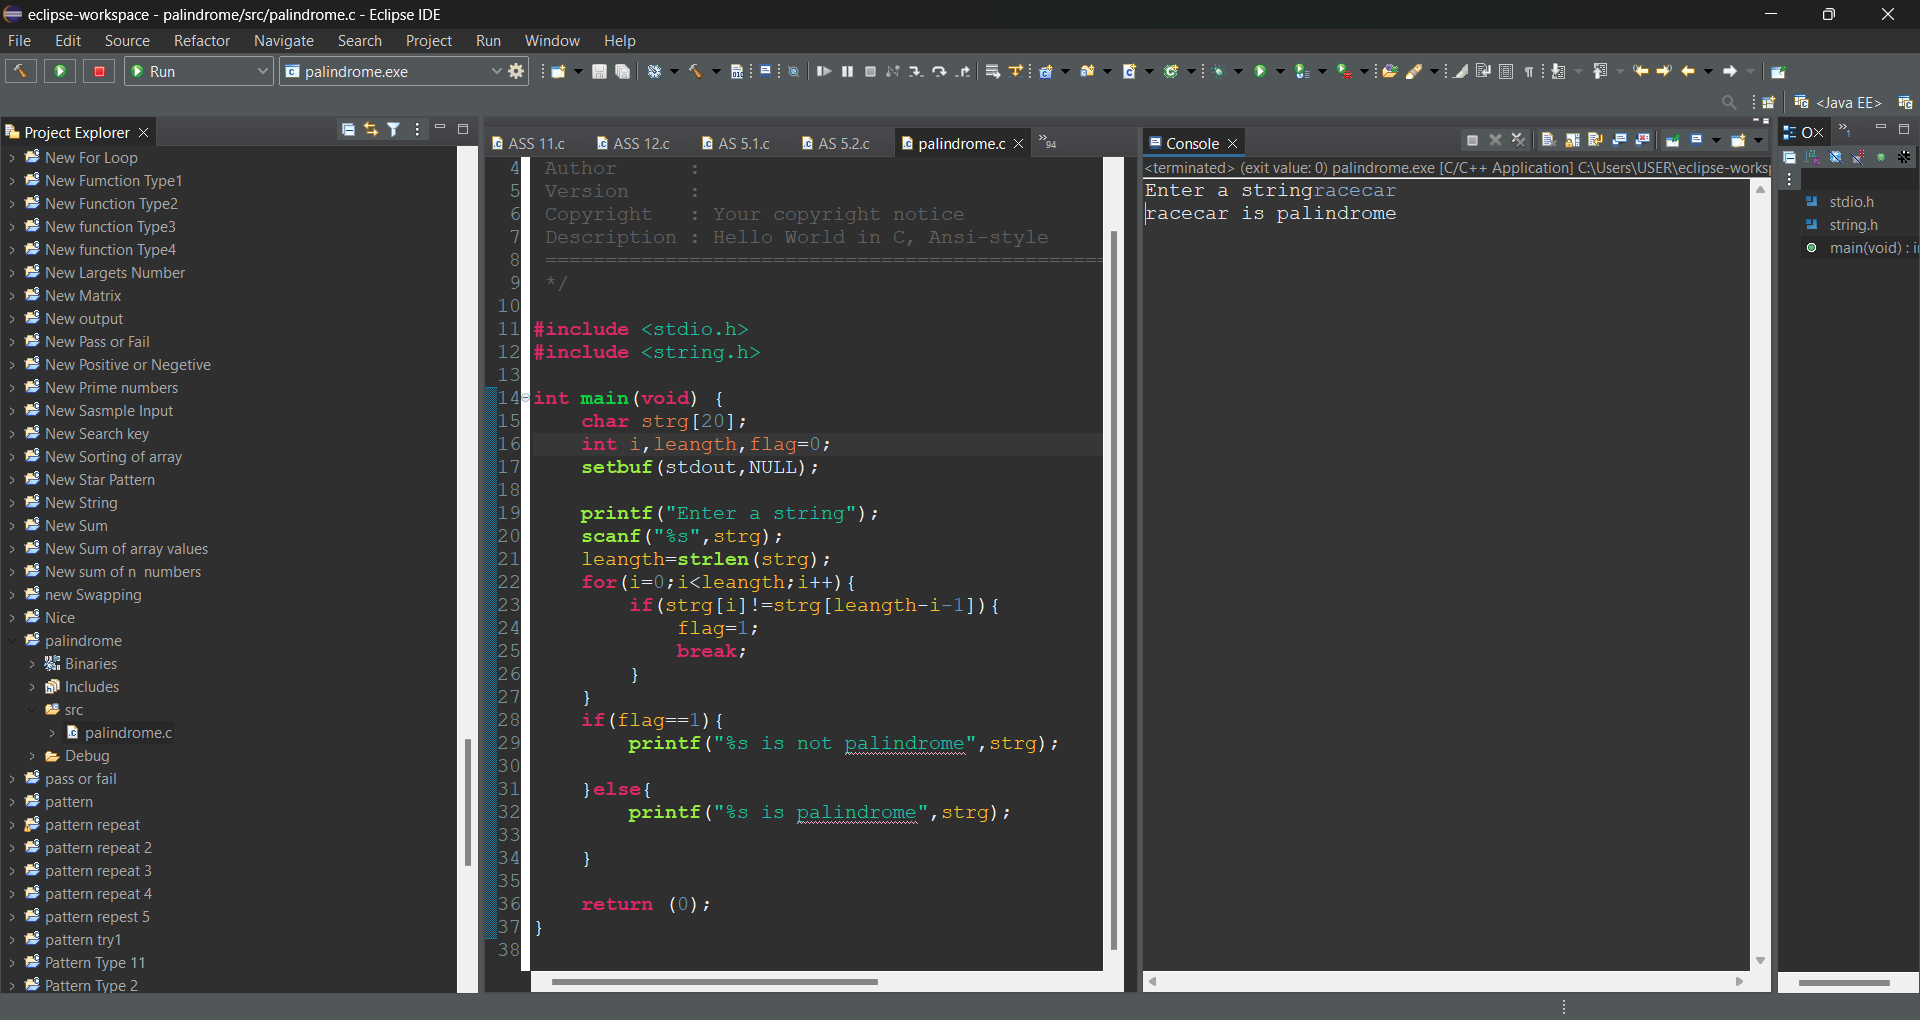 eclipse-workspace - palindrome/src/palindrome.c - Eclipse IDE
File Edit Source Refactor Navigate Search Project Run Window Help
Run palindrome.exe
<Java EE>
Project Explorer
New For Loop
New Fumction Type1
New Function Type2
New function Type3
New function Type4
New Largets Number
New Matrix
New output
New Pass or Fail
New Positive or Negetive
New Prime numbers
New Sasmple Input
New Search key
New Sorting of array
New Star Pattern
New String
New Sum
New Sum of array values
New sum of n numbers
new Swapping
Nice
palindrome
Binaries
Includes
src
palindrome.c
Debug
pass or fail
pattern
pattern repeat
pattern repeat 2
pattern repeat 3
pattern repeat 4
pattern repest 5
pattern try1
Pattern Type 11
Pattern Type 2
ASS 11.c ASS 12.c AS 5.1.c AS 5.2.c palindrome.c »94
4 Author :
5 Version :
6 Copyright : Your copyright notice
7 Description : Hello World in C, Ansi-style
8 ===============================================
9 */
10
11 #include <stdio.h>
12 #include <string.h>
13
14 int main(void) {
15 char strg[20];
16 int i,leangth,flag=0;
17 setbuf(stdout,NULL);
18
19 printf("Enter a string");
20 scanf("%s",strg);
21 leangth=strlen(strg);
22 for(i=0;i<leangth;i++){
23 if(strg[i]!=strg[leangth-i-1]){
24 flag=1;
25 break;
26 }
27 }
28 if(flag==1){
29 printf("%s is not palindrome",strg);
30
31 }else{
32 printf("%s is palindrome",strg);
33
34 }
35
36 return (0);
37 }
38
Console
<terminated> (exit value: 0) palindrome.exe [C/C++ Application] C:\Users\USER\eclipse-works
Enter a stringracecar
racecar is palindrome
O
»1
stdio.h
string.h
main(void) : i